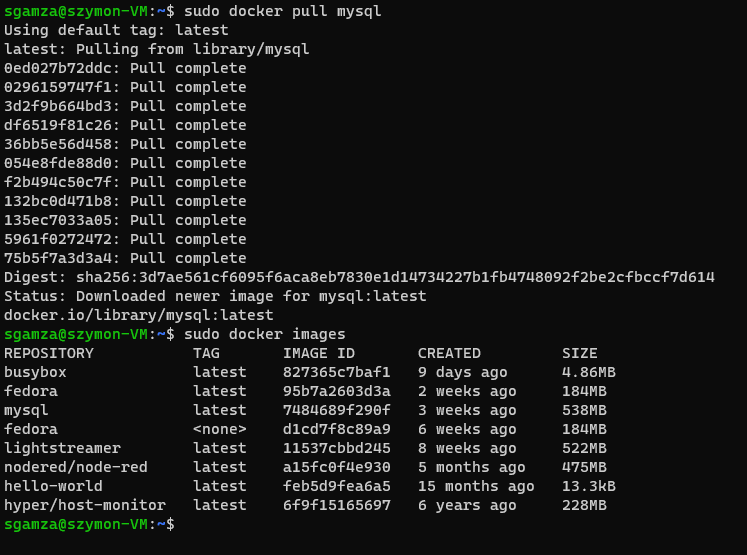 sgamza@szymon-VM:~$ sudo docker pull mysql
Using default tag: latest
latest: Pulling from library/mysql
0ed027b72ddc: Pull complete
0296159747f1: Pull complete
3d2f9b664bd3: Pull complete
df6519f81c26: Pull complete
36bb5e56d458: Pull complete
054e8fde88d0: Pull complete
f2b494c50c7f: Pull complete
132bc0d471b8: Pull complete
135ec7033a05: Pull complete
5961f0272472: Pull complete
75b5f7a3d3a4: Pull complete
Digest: sha256:3d7ae561cf6095f6aca8eb7830e1d14734227b1fb4748092f2be2cfbccf7d614
Status: Downloaded newer image for mysql:latest
docker.io/library/mysql:latest
sgamza@szymon-VM:~$ sudo docker images
REPOSITORY           TAG       IMAGE ID       CREATED         SIZE
busybox              latest    827365c7baf1   9 days ago      4.86MB
fedora               latest    95b7a2603d3a   2 weeks ago     184MB
mysql                latest    7484689f290f   3 weeks ago     538MB
fedora               <none>    d1cd7f8c89a9   6 weeks ago     184MB
lightstreamer        latest    11537cbbd245   8 weeks ago     522MB
nodered/node-red     latest    a15fc0f4e930   5 months ago    475MB
hello-world          latest    feb5d9fea6a5   15 months ago   13.3kB
hyper/host-monitor   latest    6f9f15165697   6 years ago     228MB
sgamza@szymon-VM:~$